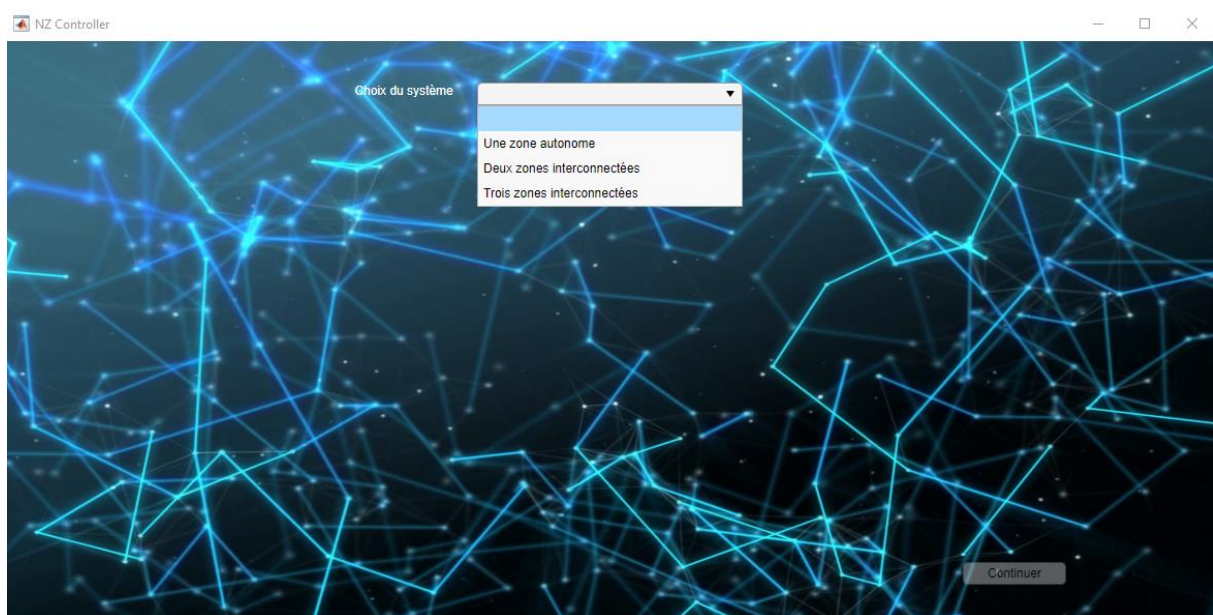 NZ Controller
Choix du système
Une zone autonome
Deux zones interconnectées
Trois zones interconnectées
Continuer